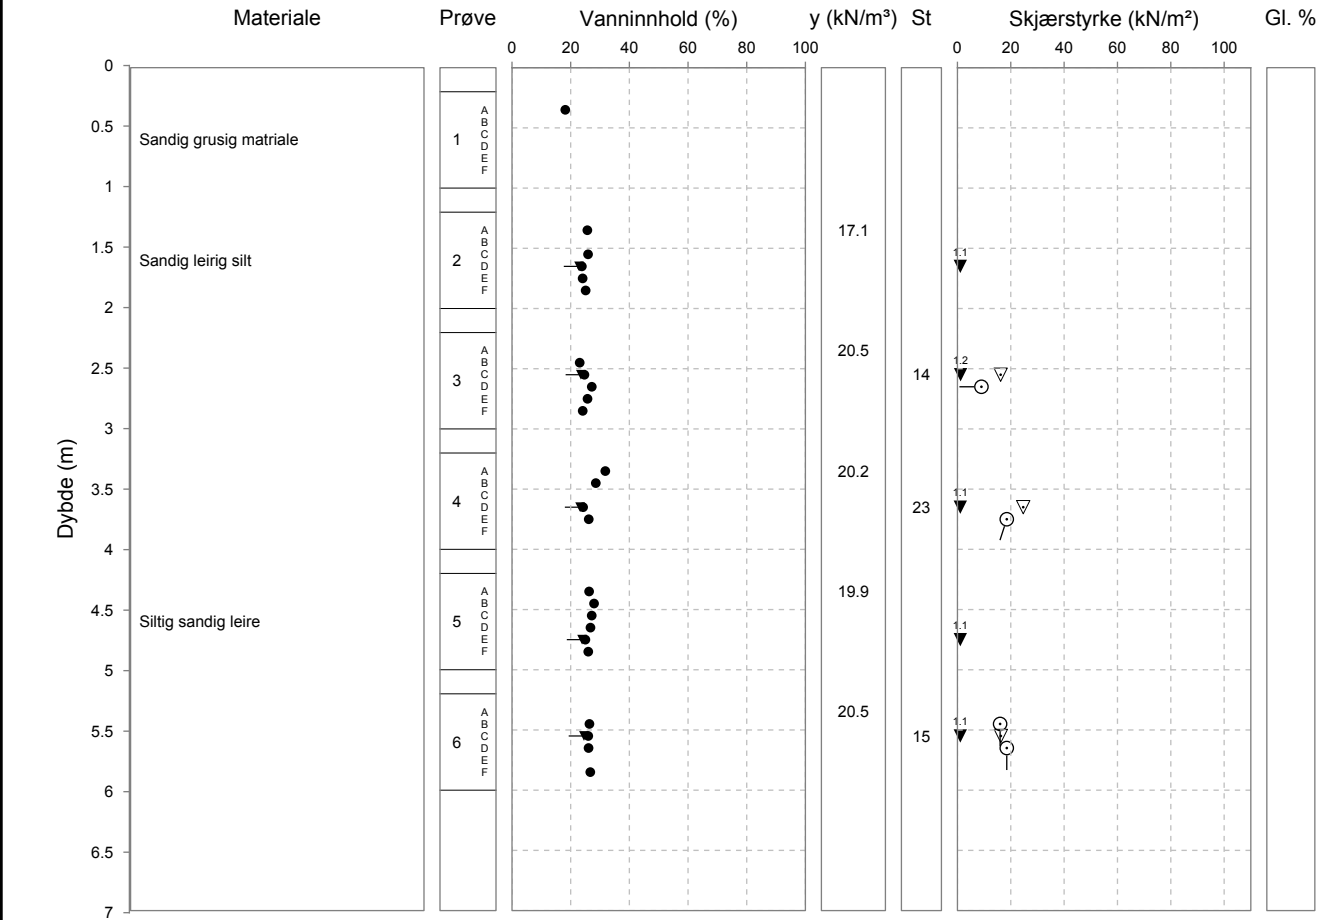 Materiale Prøve Vanninnhold (%) y (kN/m³) St Skjærstyrke (kN/m²) Gl. %
0 20 40 60 80 100 0 20 40 60 80 100
Dybde (m)
0
0.5
1
1.5
2
2.5
3
3.5
4
4.5
5
5.5
6
6.5
7
Sandig grusig matriale
Sandig leirig silt
Siltig sandig leire
1
A
B
C
D
E
F
2
A
B
C
D
E
F
3
A
B
C
D
E
F
4
A
B
C
D
E
F
5
A
B
C
D
E
F
6
A
B
C
D
E
F
17.1
20.5
20.2
19.9
20.5
14
23
15
1.1
1.2
1.1
1.1
1.1